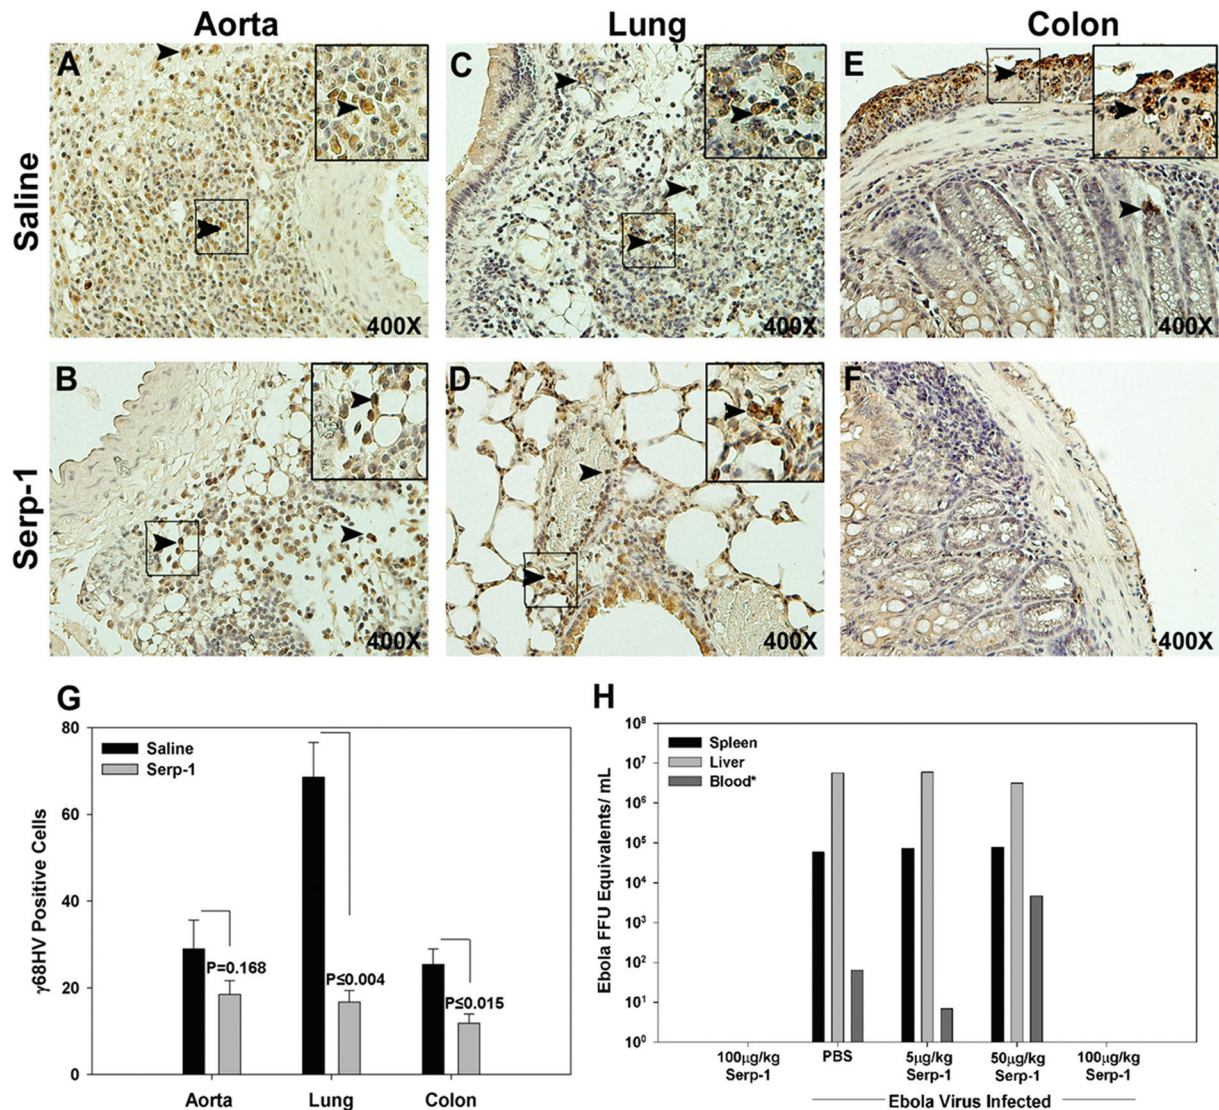 Aorta
Lung
Colon
Saline
Serp-1
A
400X
C
400X
E
400X
B
400X
D
400X
F
400X
G
γ68HV Positive Cells
80
60
40
20
0
Saline
Serp-1
P=0.168
P≤0.004
P≤0.015
Aorta
Lung
Colon
H
Ebola FFU Equivalents/ mL
10⁸
10⁷
10⁶
10⁵
10⁴
10³
10²
10¹
10⁰
Spleen
Liver
Blood*
100μg/kg
Serp-1
PBS
5μg/kg
Serp-1
50μg/kg
Serp-1
100μg/kg
Serp-1
Ebola Virus Infected